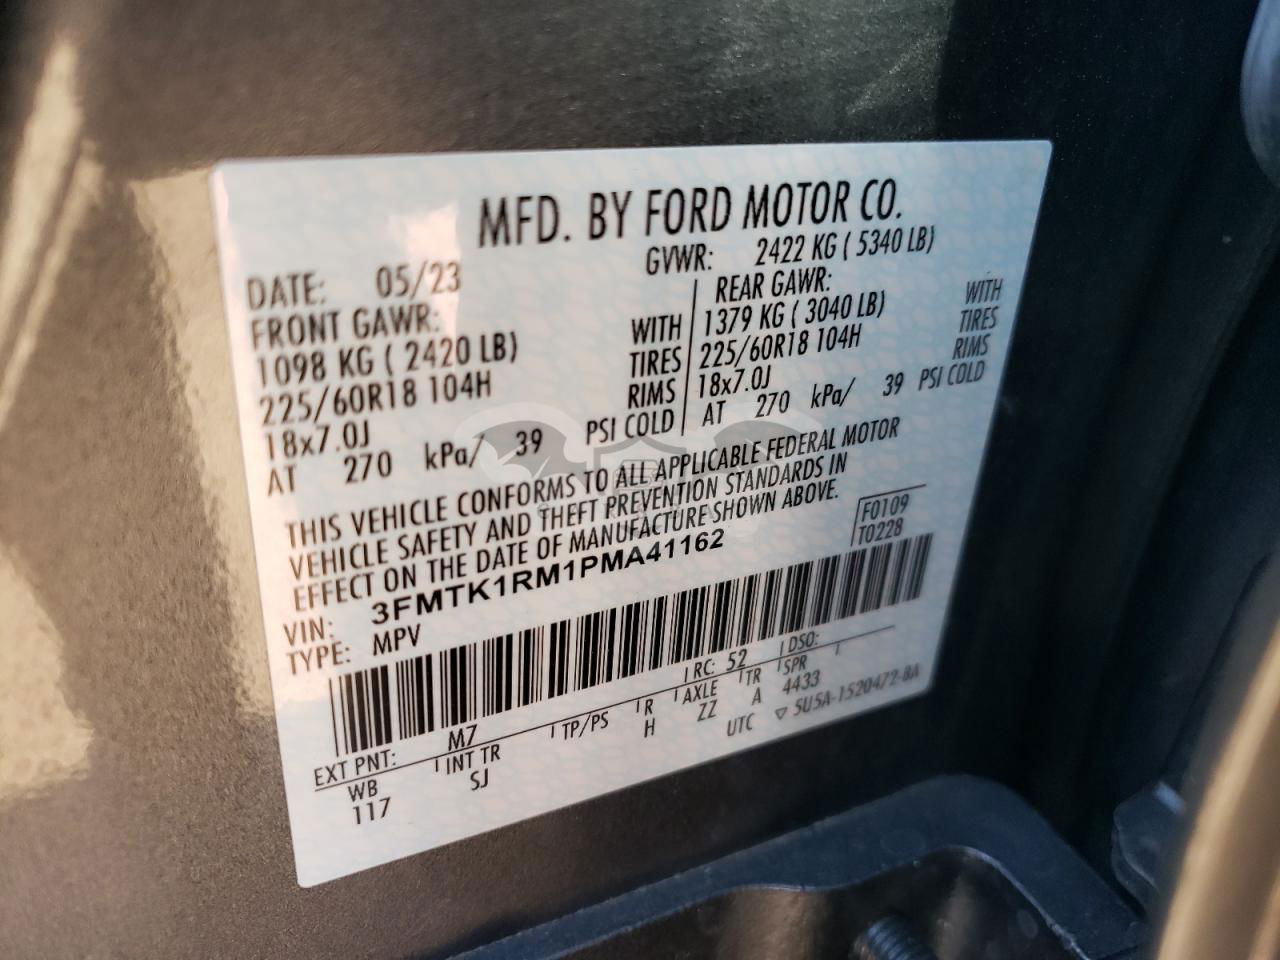 MFD. BY FORD MOTOR CO.
DATE: 05/23 GVWR: 2422 KG ( 5340 LB)
FRONT GAWR: REAR GAWR:
1098 KG ( 2420 LB) WITH 1379 KG ( 3040 LB) WITH
225/60R18 104H TIRES 225/60R18 104H TIRES
18x7.0J RIMS 18x7.0J RIMS
AT 270 kPa/ 39 PSI COLD AT 270 kPa/ 39 PSI COLD
THIS VEHICLE CONFORMS TO ALL APPLICABLE FEDERAL MOTOR
VEHICLE SAFETY AND THEFT PREVENTION STANDARDS IN
EFFECT ON THE DATE OF MANUFACTURE SHOWN ABOVE.
F0109
T0228
VIN: 3FMTK1RM1PMA41162
TYPE: MPV
EXT PNT: M7 RC: 52 DSO:
WB INT TR TP/PS R AXLE TR SPR
117 SJ H ZZ A 4433
UTC ▽ 5U5A-1520472-BA